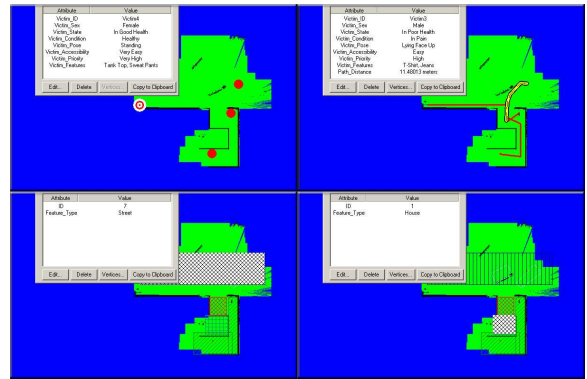 Attribute Value
Victim_ID Victim4
Victim_Sex Female
Victim_State In Good Health
Victim_Condition Healthy
Victim_Pose Standing
Victim_Accessibility Very Easy
Victim_Priority Very High
Victim_Features Tank Top, Sweat Pants
Edit... Delete Vertices... Copy to Clipboard
Attribute Value
Victim_ID Victim3
Victim_Sex Male
Victim_State In Poor Health
Victim_Condition In Pain
Victim_Pose Lying Face Up
Victim_Accessibility Easy
Victim_Priority High
Victim_Features T-Shirt, Jeans
Path_Distance 11.48013 meters
Edit... Delete Vertices... Copy to Clipboard
Attribute Value
ID 7
Feature_Type Street
Edit... Delete Vertices... Copy to Clipboard
Attribute Value
ID 1
Feature_Type House
Edit... Delete Vertices... Copy to Clipboard